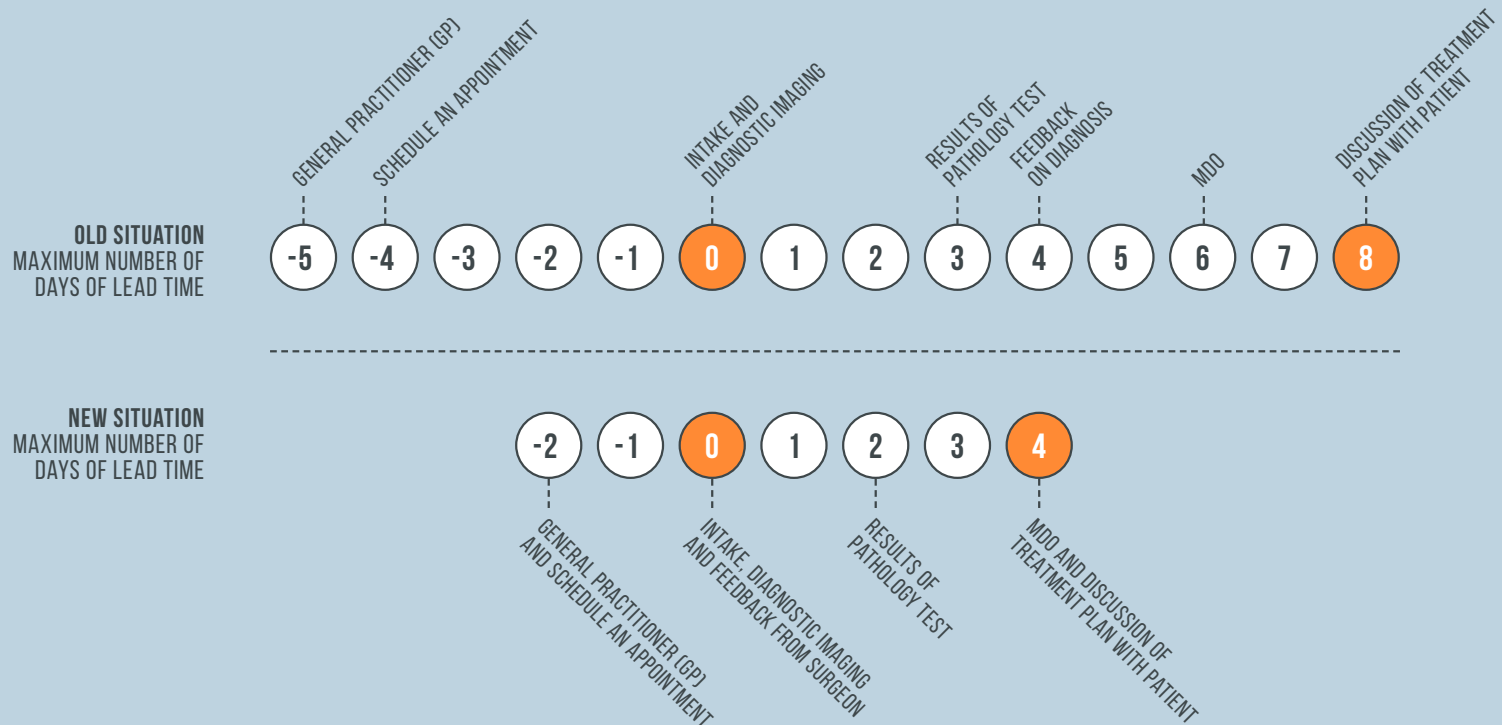 GENERAL PRACTITIONER (GP)
SCHEDULE AN APPOINTMENT
INTAKE AND
DIAGNOSTIC IMAGING
RESULTS OF
PATHOLOGY TEST
FEEDBACK
ON DIAGNOSIS
MDO
DISCUSSION OF TREATMENT
PLAN WITH PATIENT
OLD SITUATION
MAXIMUM NUMBER OF
DAYS OF LEAD TIME
-5 -4 -3 -2 -1 0 1 2 3 4 5 6 7 8
NEW SITUATION
MAXIMUM NUMBER OF
DAYS OF LEAD TIME
-2 -1 0 1 2 3 4
GENERAL PRACTITIONER (GP)
AND SCHEDULE AN APPOINTMENT
INTAKE, DIAGNOSTIC IMAGING
AND FEEDBACK FROM SURGEON
RESULTS OF
PATHOLOGY TEST
MDO AND DISCUSSION OF
TREATMENT PLAN WITH PATIENT